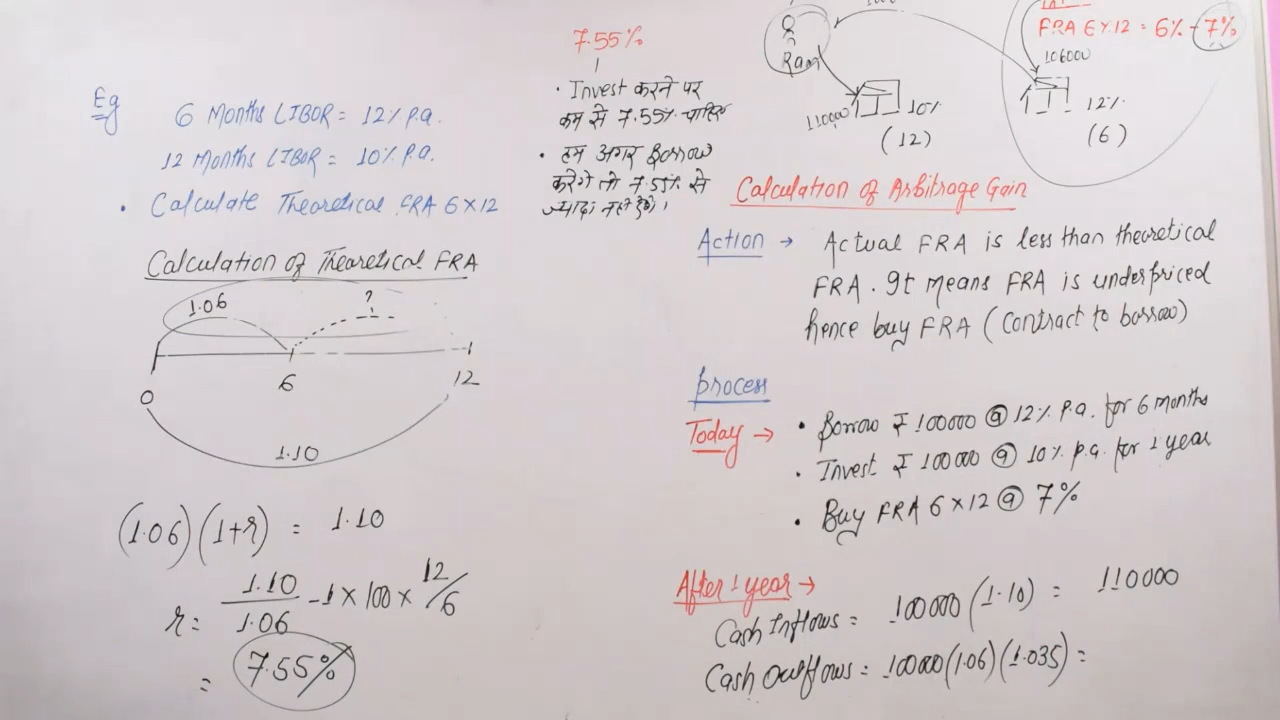 Eg
6 Months LIBOR = 12% P.a.
12 Months LIBOR = 10% P.a.
• Calculate Theoretical FRA 6×12
Calculation of Theoretical FRA
1.06
?
0
6
12
1.10
(1.06) (1+r) = 1.10
r = 1.10/1.06 - 1 × 100 × 12/6
= 7.55%
7.55%
• Invest करने पर
कम से 7.55% चाहिए
• हम अगर Borrow
करेंगे तो 7.55% से
ज्यादा नहीं देंगे।
Ram
110000
10%
(12)
FRA 6×12 = 6% - 7%
106000
12%
(6)
Calculation of Arbitrage Gain
Action → Actual FRA is less than theoretical
FRA. It means FRA is underpriced
hence buy FRA (Contract to borrow)
process
Today → • Borrow ₹ 100000 @ 12% p.a. for 6 months
• Invest ₹ 100000 @ 10% p.a. for 1 year
• Buy FRA 6×12 @ 7%
After 1 year →
Cash Inflows = 100000 (1.10) = 110000
Cash Outflows = 100000 (1.06) (1.035) =